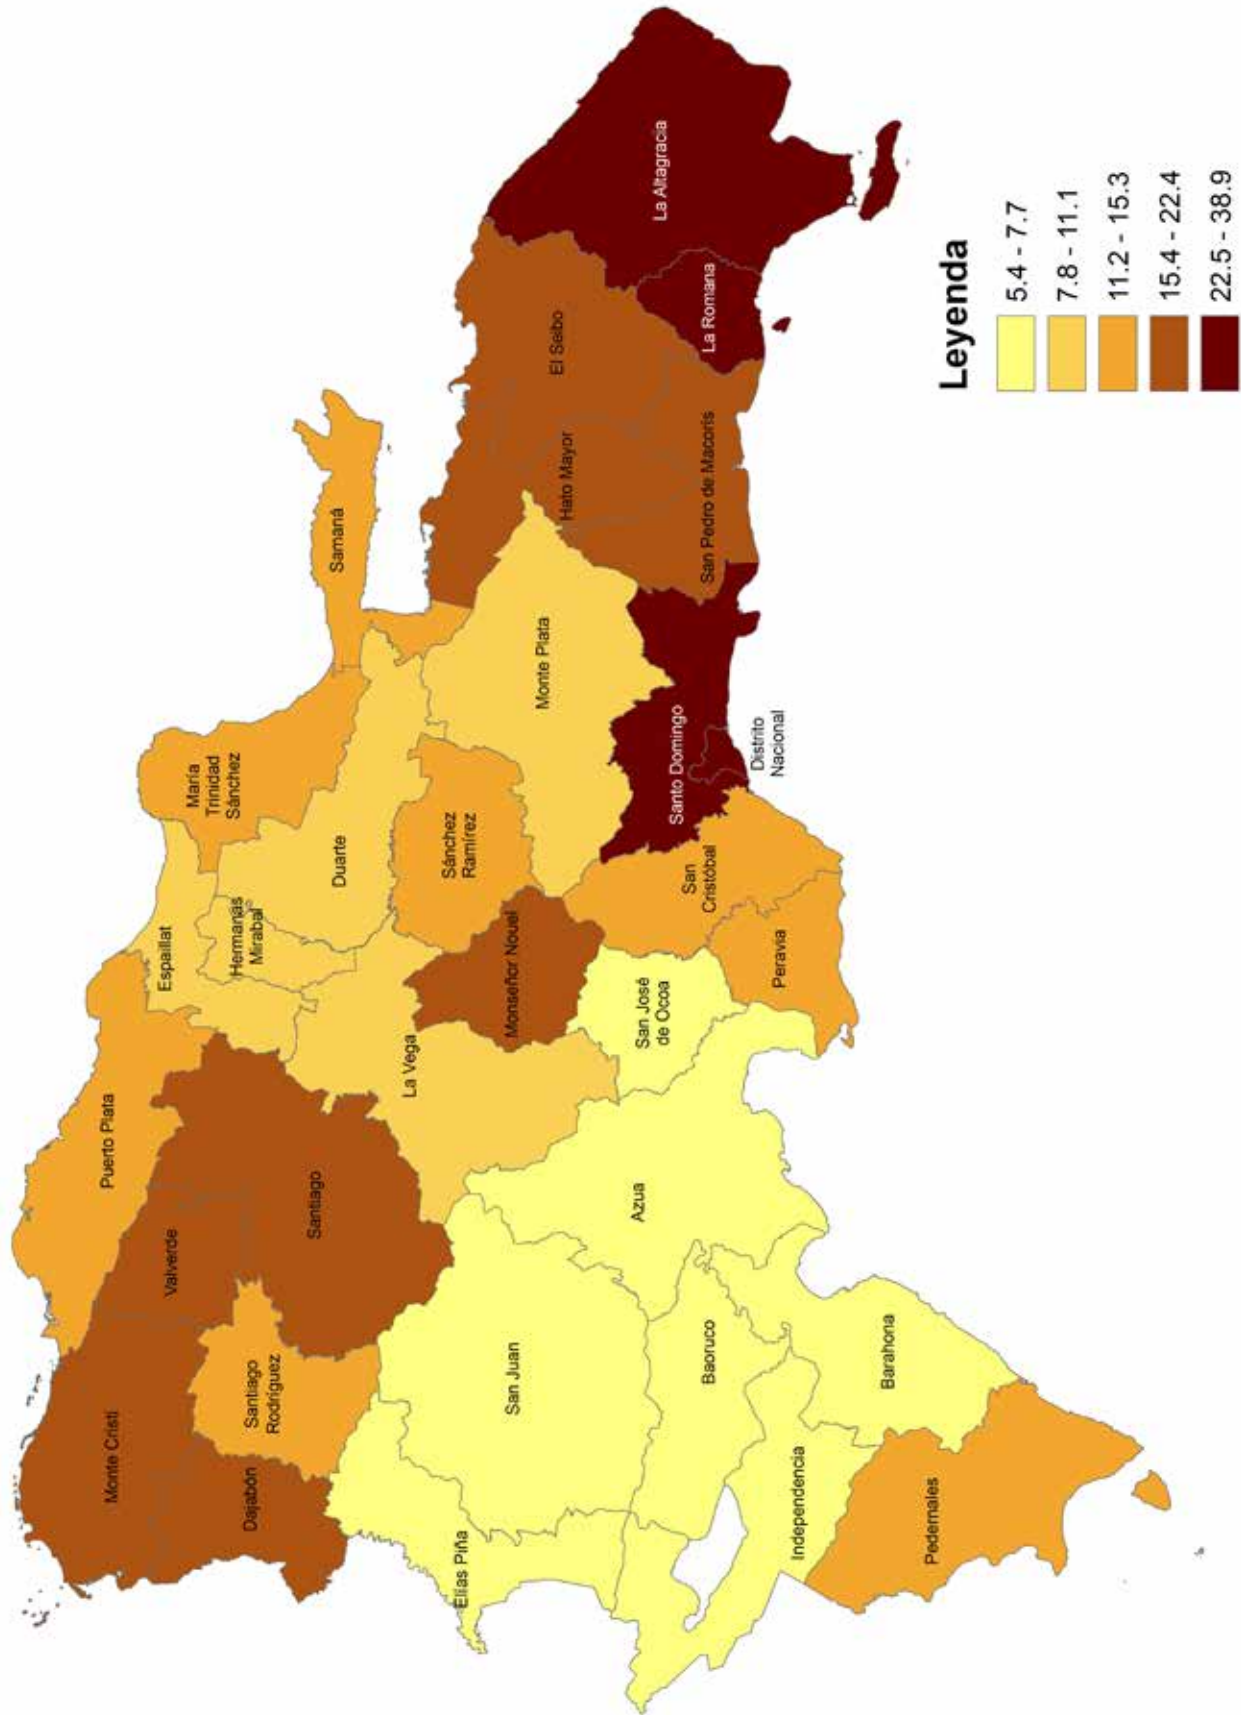 Puerto Plata
Monte Cristi
Espaillat
Valverde
María
Trinidad
Sánchez
Hermanas
Mirabal
Dajabón
Santiago
Rodríguez
Santiago
Duarte
Samaná
La Vega
Sánchez
Ramírez
Elías Piña
San Juan
Monseñor Nouel
Monte Plata
El Seibo
Hato Mayor
Azua
San José
de Ocoa
La Altagracia
Santo Domingo
San
Cristóbal
Baoruco
San Pedro de Macorís
La Romana
Distrito
Nacional
Peravia
Independencia
Barahona
Pedernales
Leyenda
5.4 - 7.7
7.8 - 11.1
11.2 - 15.3
15.4 - 22.4
22.5 - 38.9